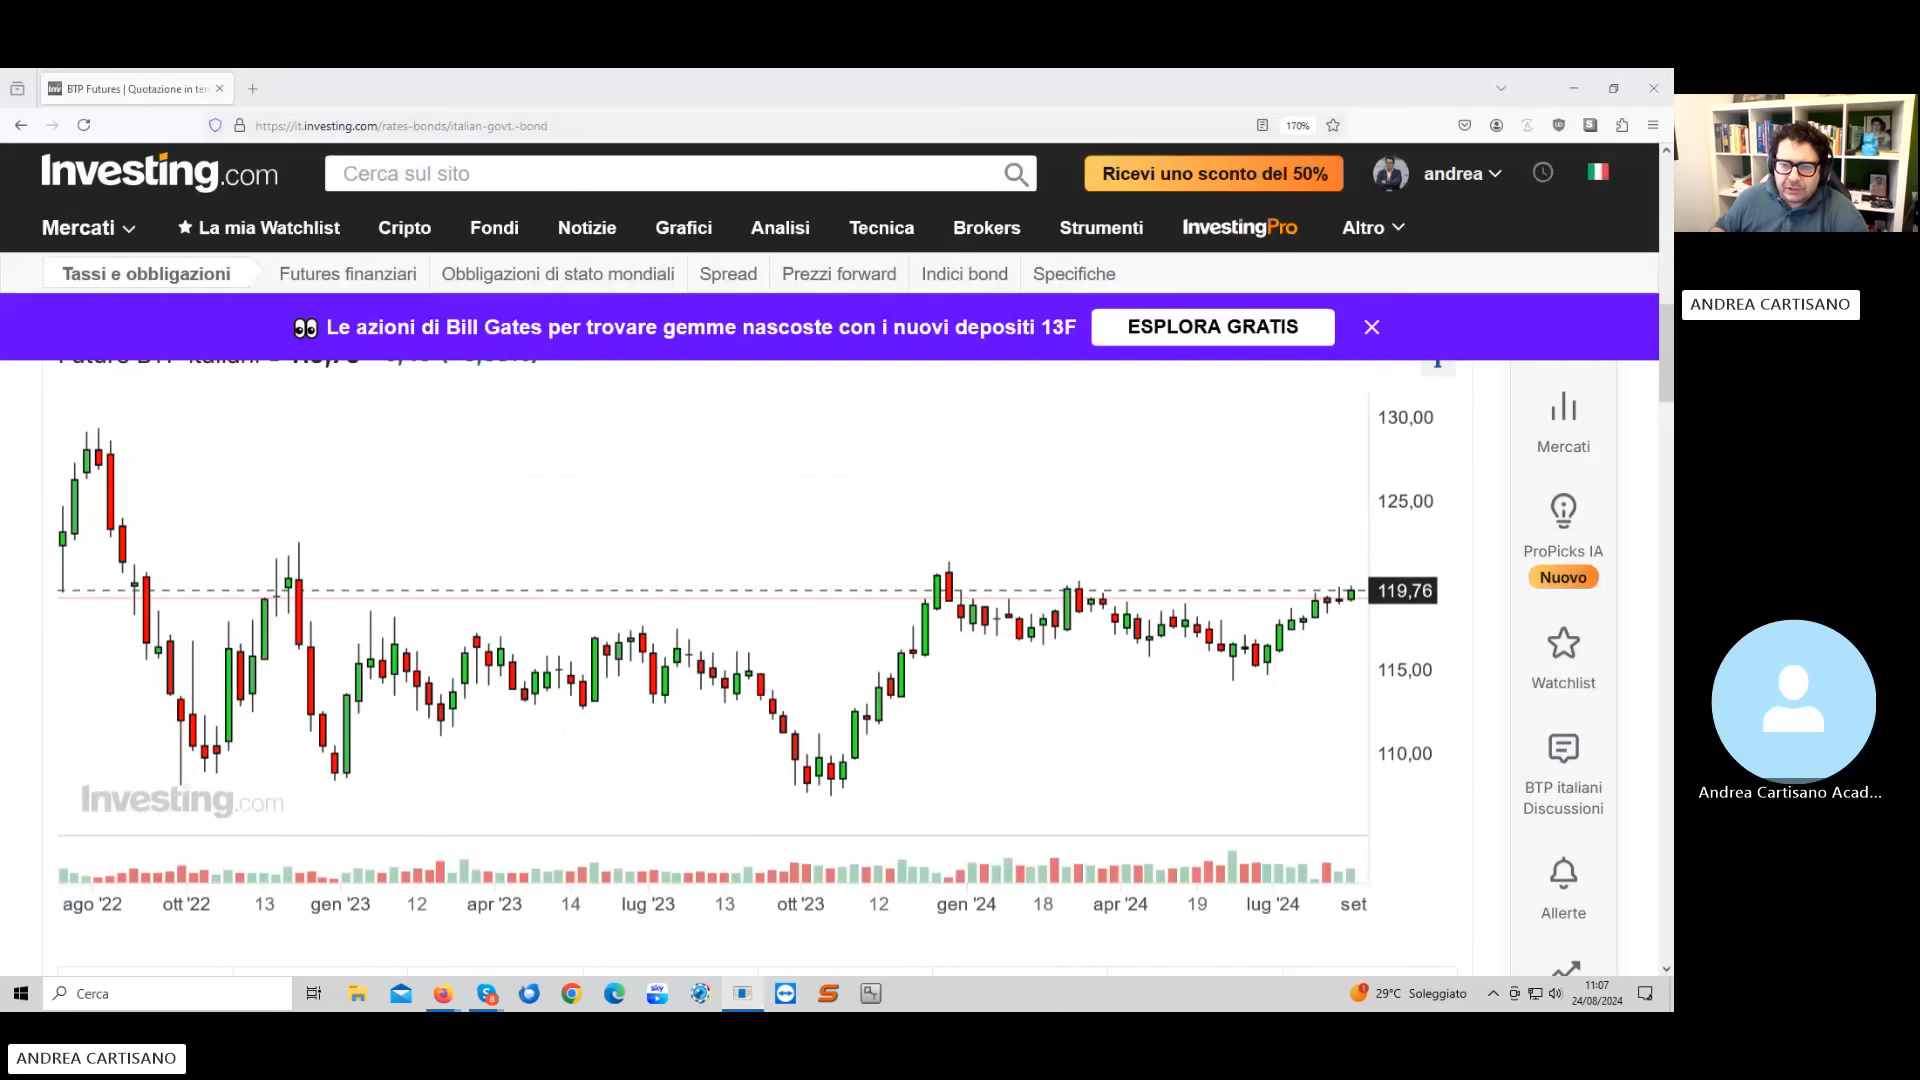 BTP Futures | Quotazione in ten
https://it.investing.com/rates-bonds/italian-govt.-bond
170%
Investing.com
Cerca sul sito
Ricevi uno sconto del 50%
andrea
Mercati
La mia Watchlist
Cripto
Fondi
Notizie
Grafici
Analisi
Tecnica
Brokers
Strumenti
InvestingPro
Altro
Tassi e obbligazioni
Futures finanziari
Obbligazioni di stato mondiali
Spread
Prezzi forward
Indici bond
Specifiche
Le azioni di Bill Gates per trovare gemme nascoste con i nuovi depositi 13F
ESPLORA GRATIS
130,00
125,00
119,76
115,00
110,00
Investing.com
ago '22
ott '22
13
gen '23
12
apr '23
14
lug '23
13
ott '23
12
gen '24
18
apr '24
19
lug '24
set
Mercati
ProPicks IA
Nuovo
Watchlist
BTP italiani
Discussioni
Allerte
Cerca
29°C Soleggiato
11:07
24/08/2024
ANDREA CARTISANO
Andrea Cartisano Acad...
ANDREA CARTISANO